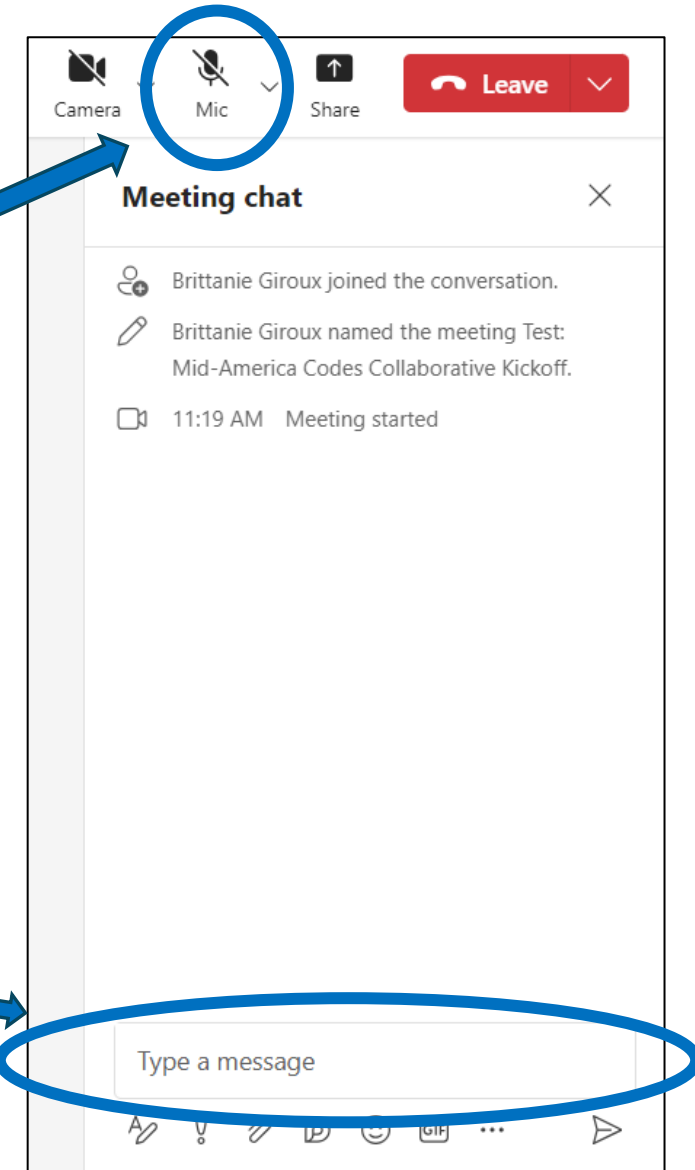 Camera Mic Share Leave
Meeting chat
Brittanie Giroux joined the conversation.
Brittanie Giroux named the meeting Test:
Mid-America Codes Collaborative Kickoff.
11:19 AM Meeting started
Type a message
GIF